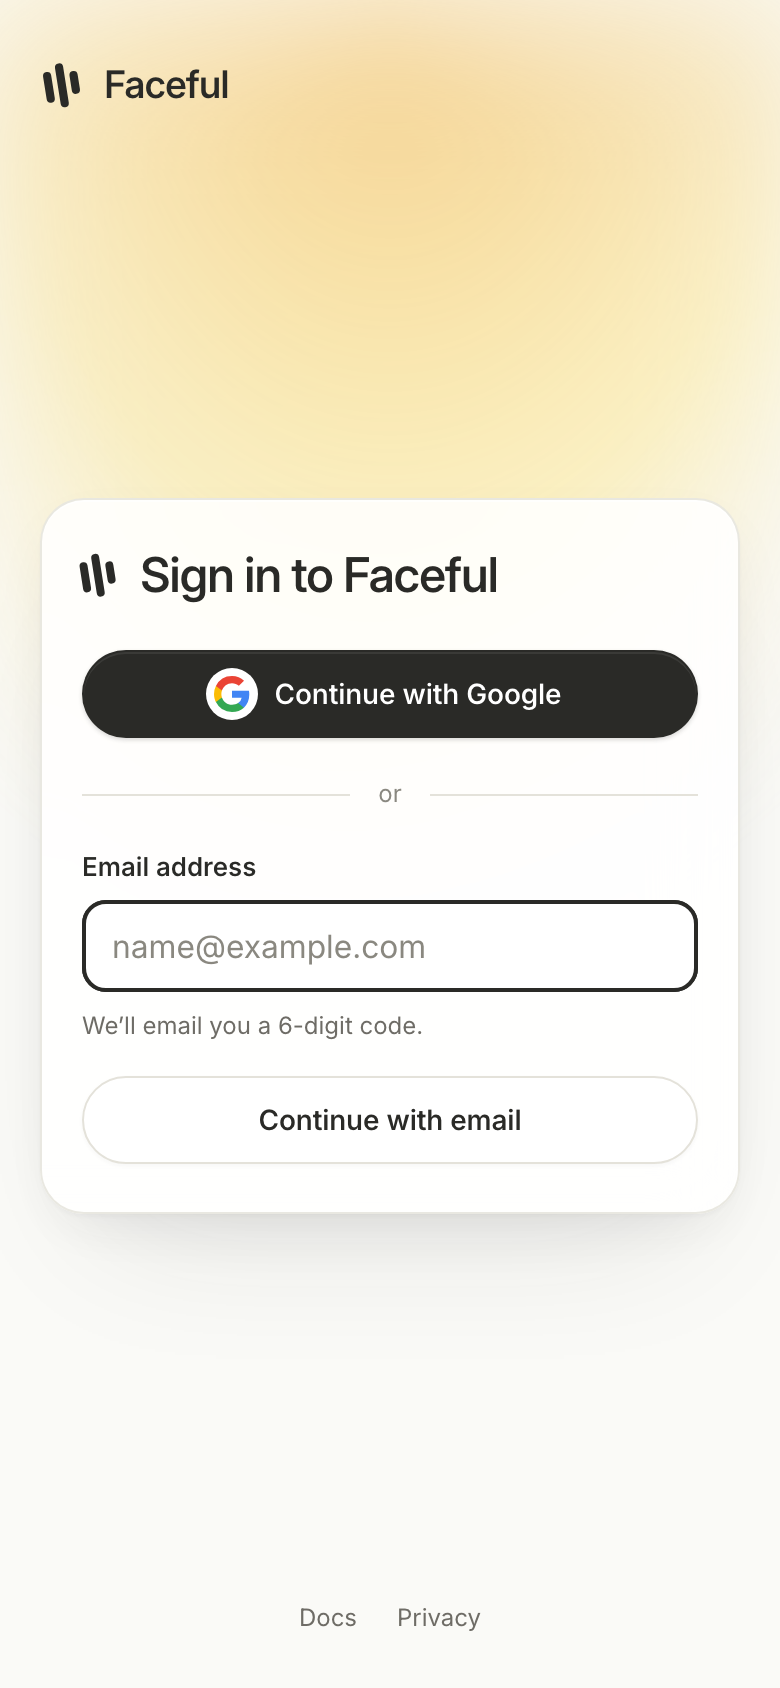 Faceful
Sign in to Faceful
Continue with Google
or
Email address
name@example.com
We’ll email you a 6-digit code.
Continue with email
Docs Privacy